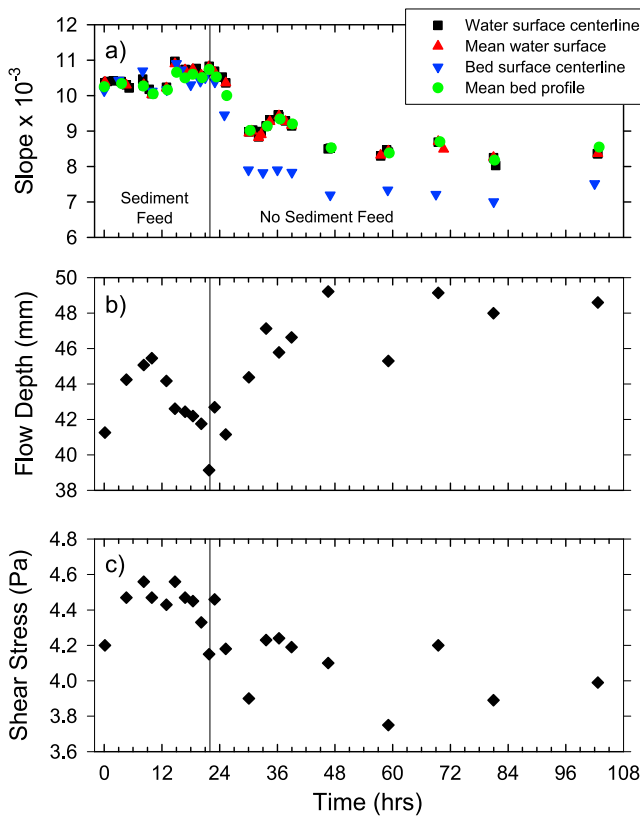 Water surface centerline
Mean water surface
Bed surface centerline
Mean bed profile
a)
Slope x 10⁻³
11
10
9
8
7
6
Sediment
Feed
No Sediment Feed
b)
Flow Depth (mm)
50
48
46
44
42
40
38
c)
Shear Stress (Pa)
4.8
4.6
4.4
4.2
4.0
3.8
3.6
0 12 24 36 48 60 72 84 96 108
Time (hrs)